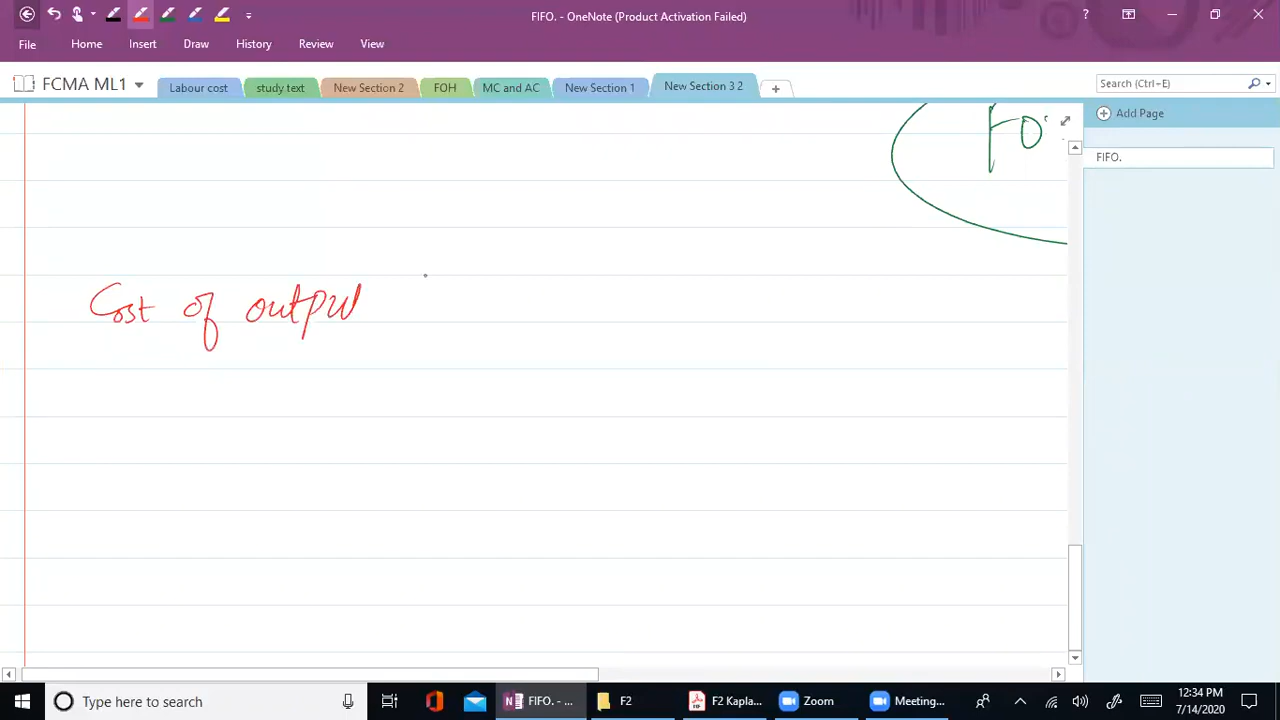 FIFO. - OneNote (Product Activation Failed)
?
File Home Insert Draw History Review View
FCMA ML1 Labour cost study text New Section 2 FOH MC and AC New Section 1 New Section 3 2
Search (Ctrl+E)
Add Page
FIFO.
Fo
Cost of output
Type here to search
FIFO. - ...
F2
F2 Kapla...
Zoom
Meeting...
12:34 PM
7/14/2020